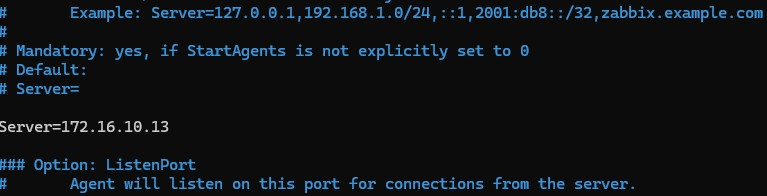 #       Example: Server=127.0.0.1,192.168.1.0/24,::1,2001:db8::/32,zabbix.example.com
#
# Mandatory: yes, if StartAgents is not explicitly set to 0
# Default:
# Server=
Server=172.16.10.13
### Option: ListenPort
#       Agent will listen on this port for connections from the server.